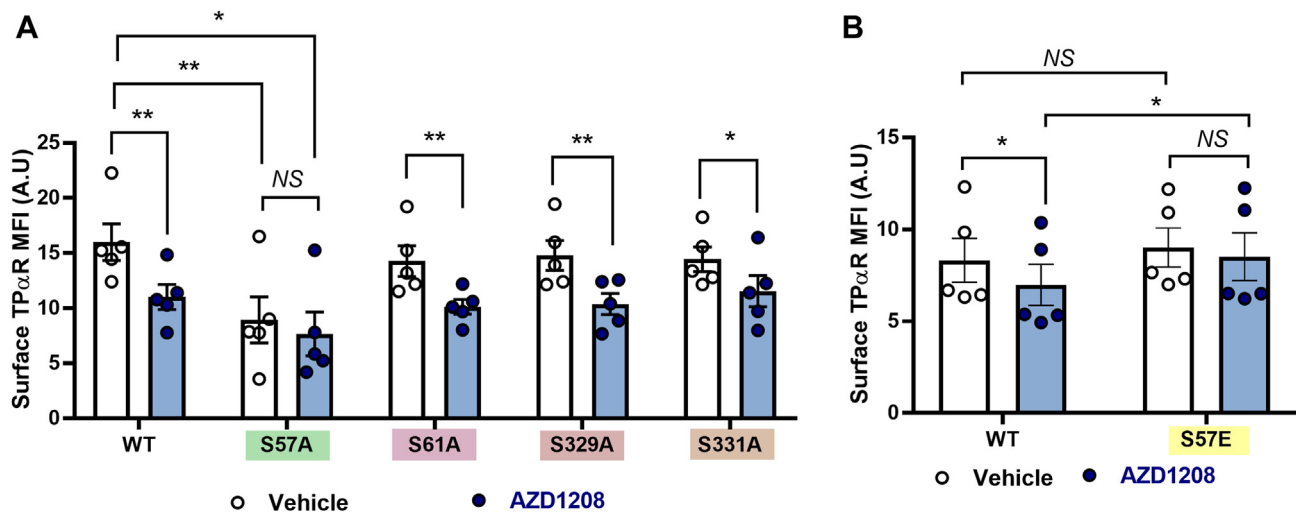 A
B
*
**
**
NS
**
**
*
NS
*
*
NS
Surface TPαR MFI (A.U)
25
20
15
10
5
0
WT
S57A
S61A
S329A
S331A
Vehicle
AZD1208
Surface TPαR MFI (A.U)
15
10
5
0
WT
S57E
Vehicle
AZD1208